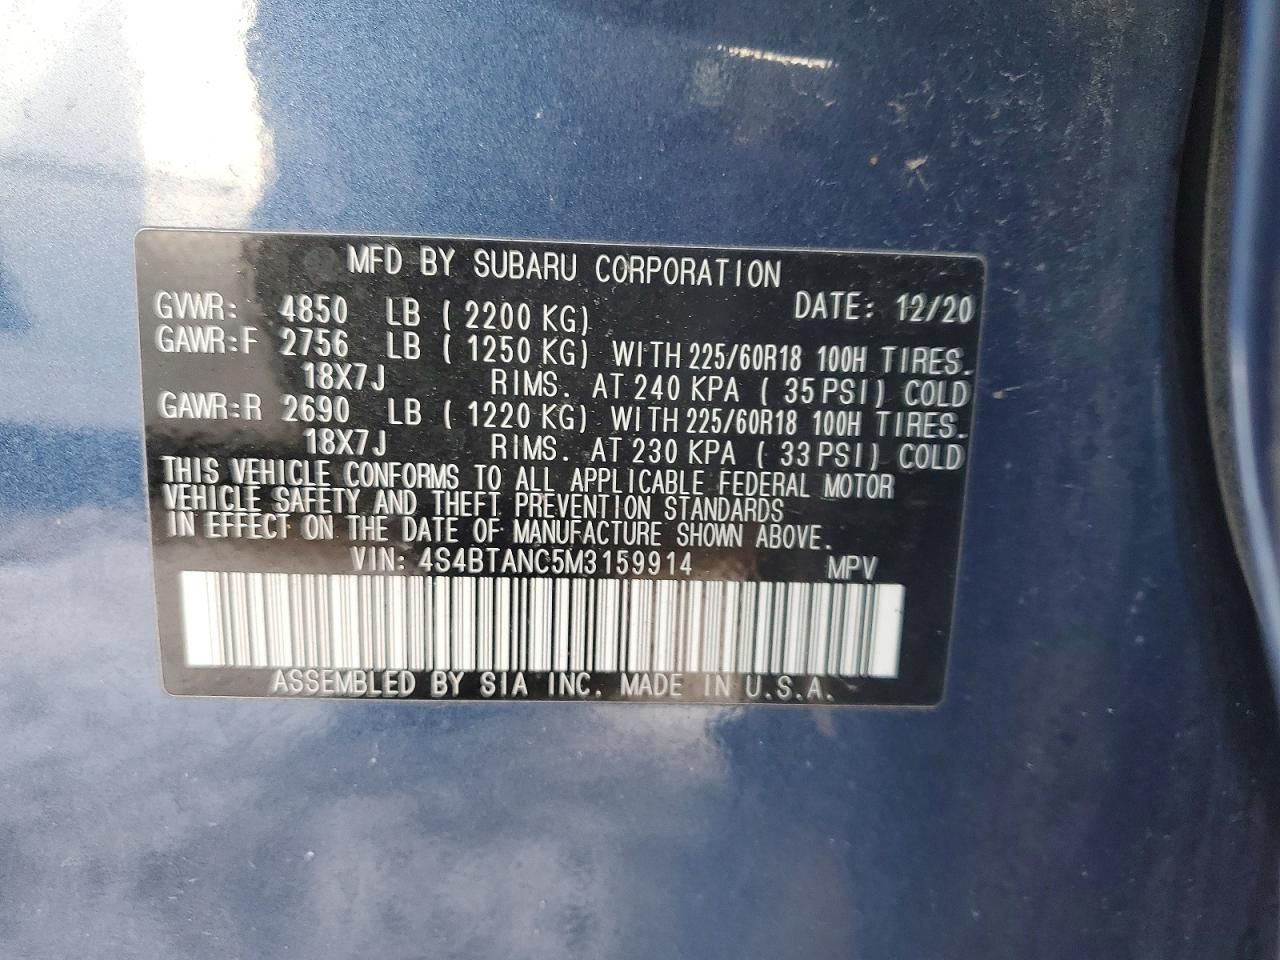 MFD BY SUBARU CORPORATION
GVWR: 4850 LB ( 2200 KG) DATE: 12/20
GAWR:F 2756 LB ( 1250 KG) WITH 225/60R18 100H TIRES.
18X7J RIMS. AT 240 KPA ( 35 PSI) COLD
GAWR:R 2690 LB ( 1220 KG) WITH 225/60R18 100H TIRES.
18X7J RIMS. AT 230 KPA ( 33 PSI) COLD
THIS VEHICLE CONFORMS TO ALL APPLICABLE FEDERAL MOTOR
VEHICLE SAFETY AND THEFT PREVENTION STANDARDS
IN EFFECT ON THE DATE OF MANUFACTURE SHOWN ABOVE.
VIN: 4S4BTANC5M3159914 MPV
ASSEMBLED BY SIA INC. MADE IN U.S.A.